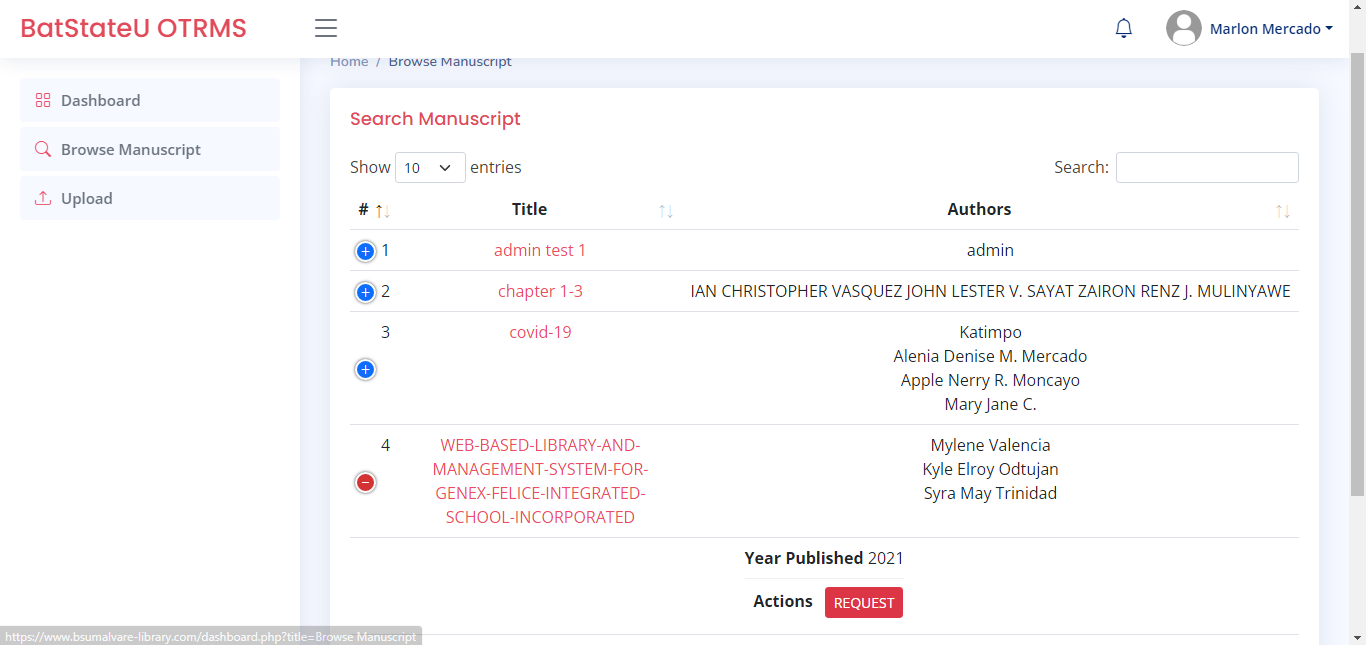 BatStateU OTRMS
Marlon Mercado
Home / Browse Manuscript
Dashboard
Browse Manuscript
Upload
Search Manuscript
Show 10 entries
Search:
# Title Authors
1 admin test 1 admin
2 chapter 1-3 IAN CHRISTOPHER VASQUEZ JOHN LESTER V. SAYAT ZAIRON RENZ J. MULINYAWE
3 covid-19 Katimpo
Alenia Denise M. Mercado
Apple Nerry R. Moncayo
Mary Jane C.
4 WEB-BASED-LIBRARY-AND- Mylene Valencia
MANAGEMENT-SYSTEM-FOR- Kyle Elroy Odtujan
GENEX-FELICE-INTEGRATED- Syra May Trinidad
SCHOOL-INCORPORATED
Year Published 2021
Actions REQUEST
https://www.bsumalvare-library.com/dashboard.php?title=Browse Manuscript